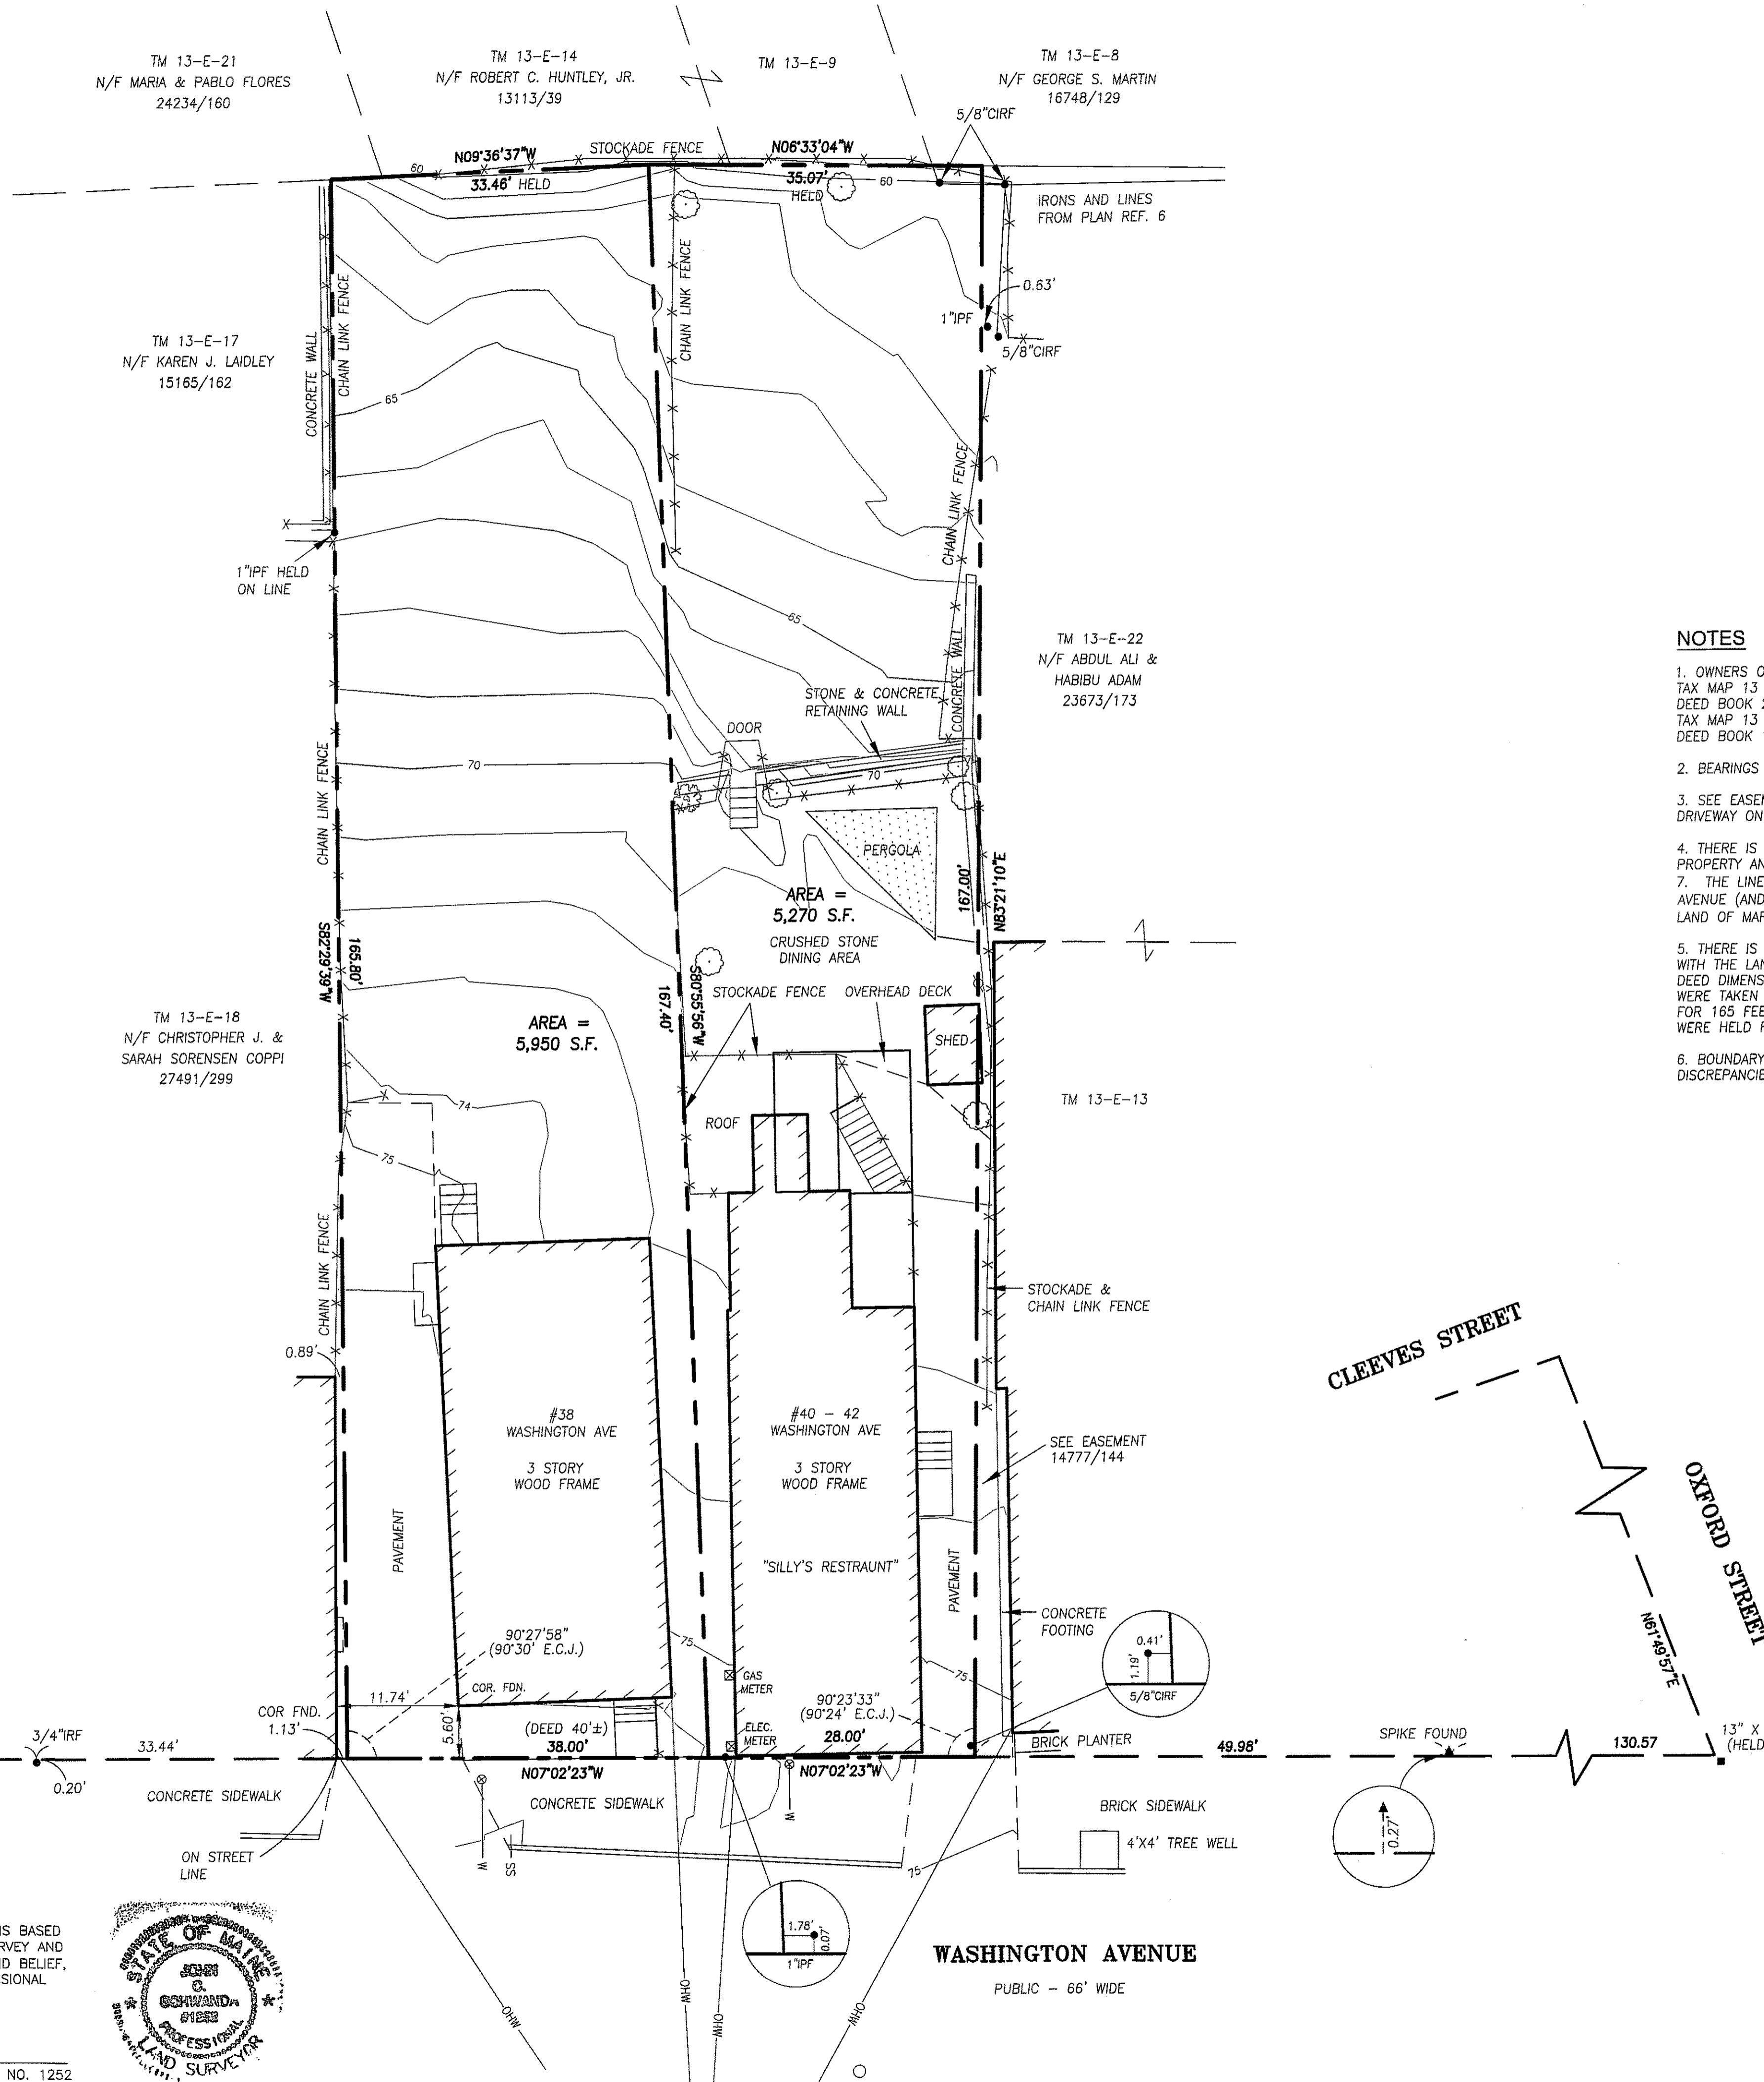 TM 13-E-21
N/F MARIA & PABLO FLORES
24234/160
TM 13-E-14
N/F ROBERT C. HUNTLEY, JR.
13113/39
TM 13-E-9
TM 13-E-8
N/F GEORGE S. MARTIN
16748/129
5/8"CIRF
N09°36'37"W
STOCKADE FENCE
N06°33'04"W
60
33.46' HELD
35.07'
HELD
60
IRONS AND LINES
FROM PLAN REF. 6
CONCRETE WALL
CHAIN LINK FENCE
CHAIN LINK FENCE
0.63'
1"IPF
5/8"CIRF
TM 13-E-17
N/F KAREN J. LAIDLEY
15165/162
65
CHAIN LINK FENCE
1"IPF HELD
ON LINE
65
CONCRETE WALL
TM 13-E-22
N/F ABDUL ALI &
HABIBU ADAM
23673/173
STONE & CONCRETE
RETAINING WALL
DOOR
70
70
CHAIN LINK FENCE
PERGOLA
167.00'
N83°21'10"E
AREA =
5,270 S.F.
CRUSHED STONE
DINING AREA
S82°29'39"W
165.80'
167.40'
S80°55'56"W
STOCKADE FENCE
OVERHEAD DECK
TM 13-E-18
N/F CHRISTOPHER J. &
SARAH SORENSEN COPPI
27491/299
AREA =
5,950 S.F.
SHED
TM 13-E-13
74
ROOF
75
CHAIN LINK FENCE
STOCKADE &
CHAIN LINK FENCE
0.89'
#38
WASHINGTON AVE
3 STORY
WOOD FRAME
#40 - 42
WASHINGTON AVE
3 STORY
WOOD FRAME
SEE EASEMENT
14777/144
PAVEMENT
"SILLY'S RESTRAUNT"
PAVEMENT
CONCRETE
FOOTING
90°27'58"
(90°30' E.C.J.)
75
GAS
METER
75
0.41'
1.19'
5/8"CIRF
COR. FDN.
11.74'
COR FND.
1.13'
5.60'
(DEED 40'±)
38.00'
90°23'33"
(90°24' E.C.J.)
ELEC.
METER
28.00'
BRICK PLANTER
3/4"IRF
33.44'
0.20'
49.98'
SPIKE FOUND
130.57
13" X
(HELD
N07°02'23"W
N07°02'23"W
CONCRETE SIDEWALK
CONCRETE SIDEWALK
W
W
SS
BRICK SIDEWALK
4'X4' TREE WELL
75
0.27'
ON STREET
LINE
1.78'
0.07'
1"IPF
WASHINGTON AVENUE
PUBLIC - 66' WIDE
OHW
OHW
OHW
OHW
CLEEVES STREET
OXFORD STREET
N61°49'57"E
NOTES
1. OWNERS O
TAX MAP 13
DEED BOOK 2
TAX MAP 13
DEED BOOK
2. BEARINGS
3. SEE EASEM
DRIVEWAY ON
4. THERE IS
PROPERTY AN
7. THE LINE
AVENUE (AND
LAND OF MAR
5. THERE IS
WITH THE LAN
DEED DIMENS
WERE TAKEN
FOR 165 FEE
WERE HELD F
6. BOUNDARY
DISCREPANCIE
IS BASED
RVEY AND
ND BELIEF,
SSIONAL
STATE OF MAINE
JOHN
C.
SCHWANDA
#1252
PROFESSIONAL
LAND SURVEYOR
NO. 1252